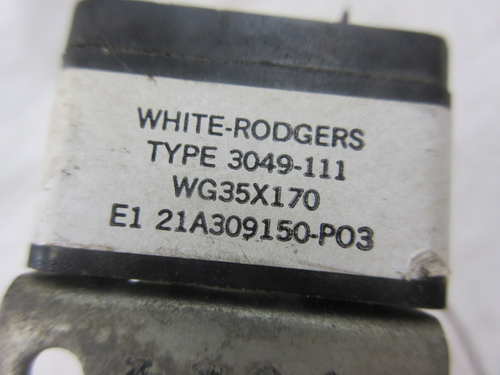 WHITE-RODGERS
TYPE 3049-111
WG35X170
E1 21A309150-P03